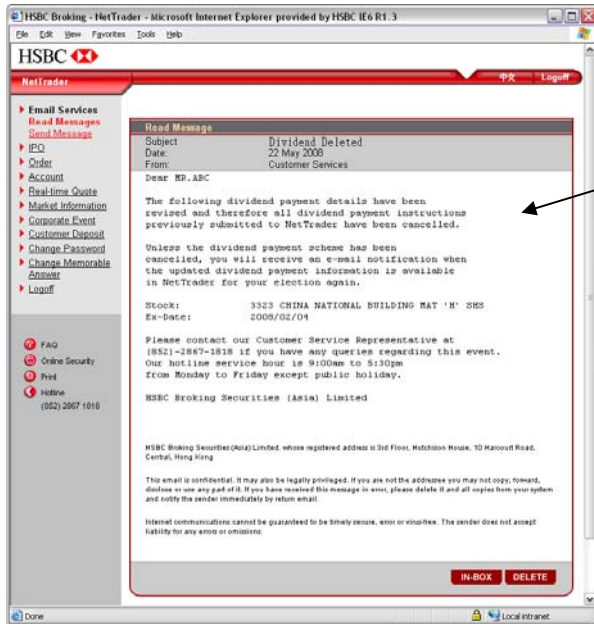 HSBC Broking - NetTrader - Microsoft Internet Explorer provided by HSBC IE6 R1.3
File Edit View Favorites Tools Help
HSBC
NetTrader
中文 Logoff
Email Services
Read Messages
Send Message
IPO
Order
Account
Real-time Quote
Market Information
Corporate Event
Customer Deposit
Change Password
Change Memorable
Answer
Logoff
FAQ
Online Security
Print
Hotline
(852) 2867 1818
Read Message
Subject Dividend Deleted
Date: 22 May 2008
From: Customer Services
Dear MR.ABC
The following dividend payment details have been
revised and therefore all dividend payment instructions
previously submitted to NetTrader have been cancelled.
Unless the dividend payment scheme has been
cancelled, you will receive an e-mail notification when
the updated dividend payment information is available
in NetTrader for your election again.
Stock: 3323 CHINA NATIONAL BUILDING MAT 'H' SHS
Ex-Date: 2008/02/04
Please contact our Customer Service Representative at
(852)-2867-1818 if you have any queries regarding this event.
Our hotline service hour is 9:00am to 5:30pm
from Monday to Friday except public holiday.
HSBC Broking Securities (Asia) Limited
HSBC Broking Securities (Asia) Limited. whose registered address is 3rd Floor, Hutchison House, 10 Harcourt Road,
Central, Hong Kong
This email is confidential. It may also be legally privileged. If you are not the addressee you may not copy, forward,
disclose or use any part of it. If you have received this message in error, please delete it and all copies from your system
and notify the sender immediately by return email.
Internet communications cannot be guaranteed to be timely secure, error or virus-free. The sender does not accept
liability for any errors or omissions.
IN-BOX DELETE
Done Local intranet